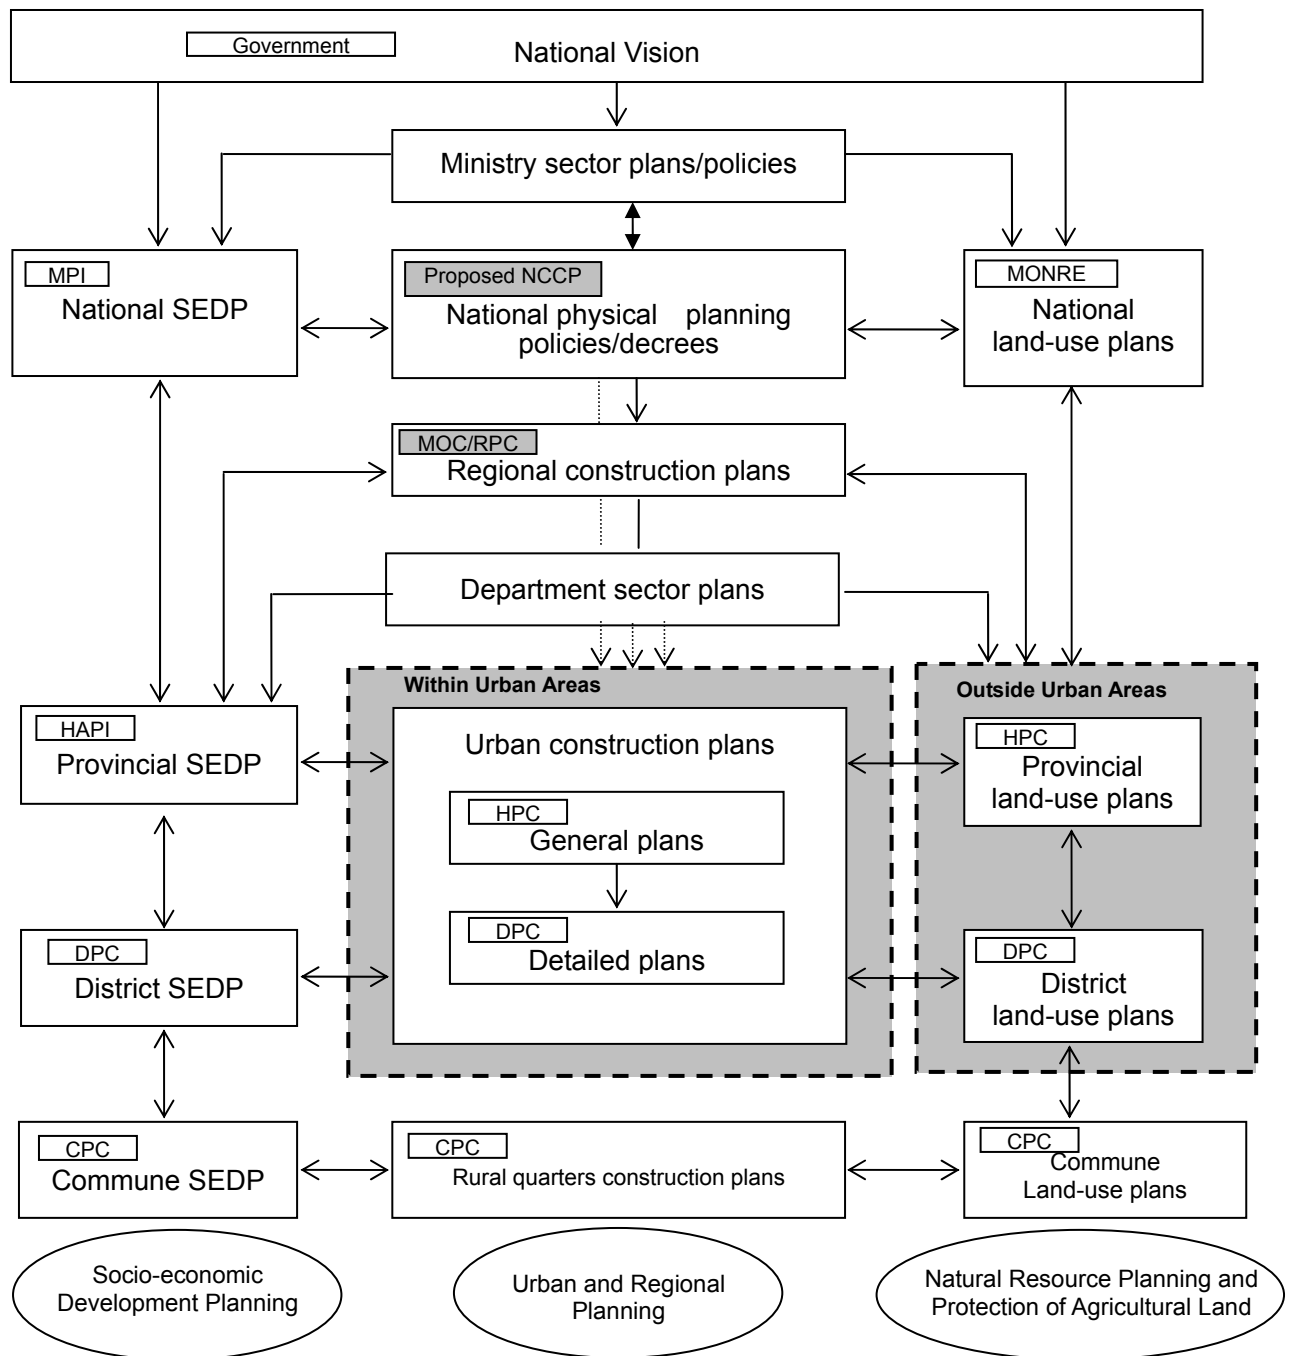 Government
National Vision
Ministry sector plans/policies
MPI
National SEDP
Proposed NCCP
National physical planning
policies/decrees
MONRE
National
land-use plans
MOC/RPC
Regional construction plans
Department sector plans
Within Urban Areas
Outside Urban Areas
HAPI
Provincial SEDP
Urban construction plans
HPC
General plans
DPC
Detailed plans
HPC
Provincial
land-use plans
DPC
District SEDP
DPC
District
land-use plans
CPC
Commune SEDP
CPC
Rural quarters construction plans
CPC
Commune
Land-use plans
Socio-economic
Development Planning
Urban and Regional
Planning
Natural Resource Planning and
Protection of Agricultural Land